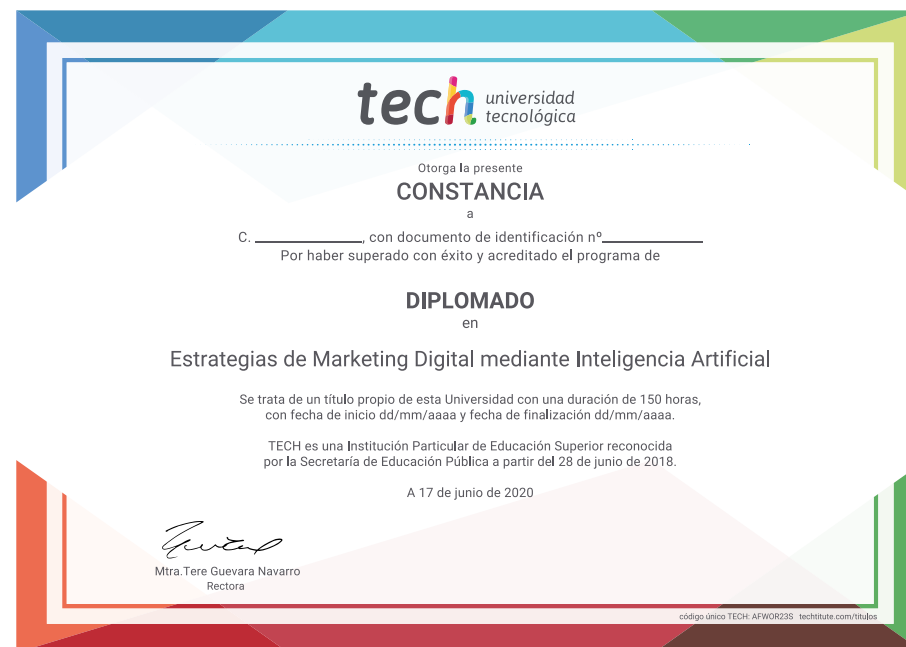 tech universidad
tecnológica
Otorga la presente
CONSTANCIA
a
C. ____________, con documento de identificación nº____________
Por haber superado con éxito y acreditado el programa de
DIPLOMADO
en
Estrategias de Marketing Digital mediante Inteligencia Artificial
Se trata de un título propio de esta Universidad con una duración de 150 horas,
con fecha de inicio dd/mm/aaaa y fecha de finalización dd/mm/aaaa.
TECH es una Institución Particular de Educación Superior reconocida
por la Secretaría de Educación Pública a partir del 28 de junio de 2018.
A 17 de junio de 2020
Mtra.Tere Guevara Navarro
Rectora
código único TECH: AFWOR23S techtitute.com/titulos